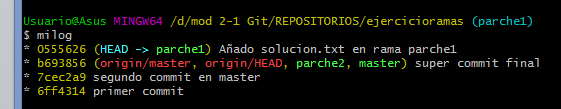 Usuario@Asus MINGW64 /d/mod 2-1 Git/REPOSITORIOS/ejercicioramas (parche1)
$ milog
* 0555626 (HEAD -> parche1) Añado solucion.txt en rama parche1
* b693856 (origin/master, origin/HEAD, parche2, master) super commit final
* 7cec2a9 segundo commit en master
* 6ff4314 primer commit